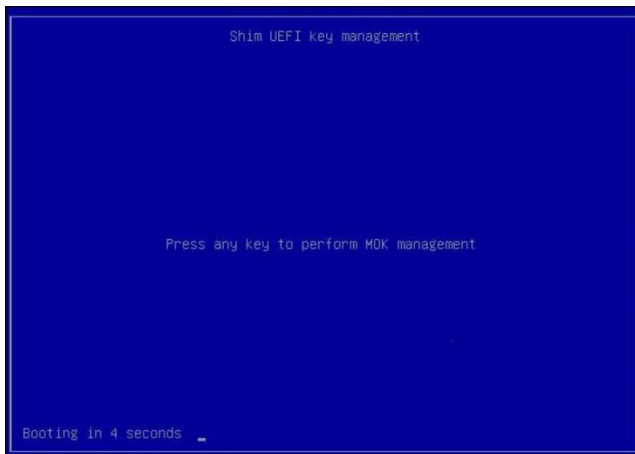 Shim UEFI key management
Press any key to perform MOK management
Booting in 4 seconds _